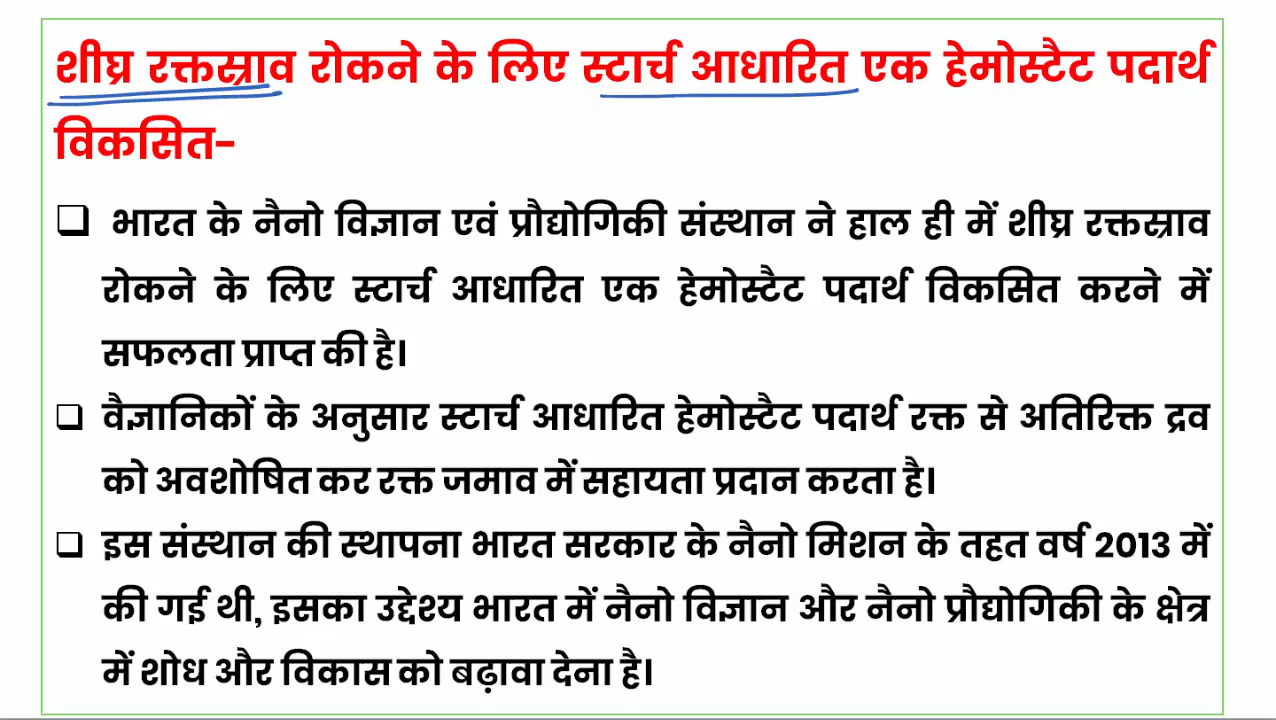 शीघ्र रक्तस्राव रोकने के लिए स्टार्च आधारित एक हेमोस्टैट पदार्थ
विकसित-
❑ भारत के नैनो विज्ञान एवं प्रौद्योगिकी संस्थान ने हाल ही में शीघ्र रक्तस्राव
रोकने के लिए स्टार्च आधारित एक हेमोस्टैट पदार्थ विकसित करने में
सफलता प्राप्त की है।
❑ वैज्ञानिकों के अनुसार स्टार्च आधारित हेमोस्टैट पदार्थ रक्त से अतिरिक्त द्रव
को अवशोषित कर रक्त जमाव में सहायता प्रदान करता है।
❑ इस संस्थान की स्थापना भारत सरकार के नैनो मिशन के तहत वर्ष 2013 में
की गई थी, इसका उद्देश्य भारत में नैनो विज्ञान और नैनो प्रौद्योगिकी के क्षेत्र
में शोध और विकास को बढ़ावा देना है।